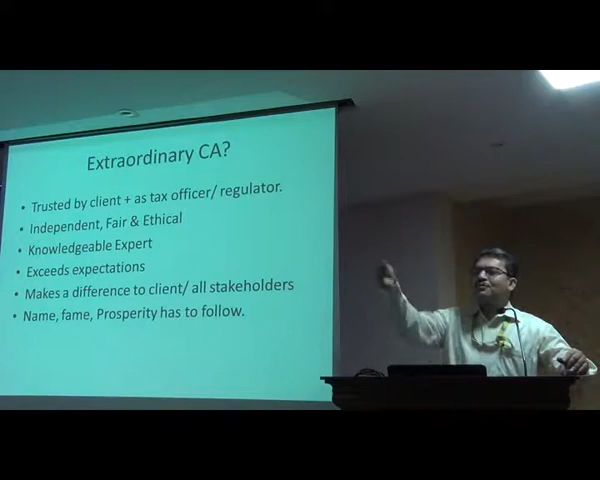 Extraordinary CA?
• Trusted by client + as tax officer/ regulator.
• Independent, Fair & Ethical
• Knowledgeable Expert
• Exceeds expectations
• Makes a difference to client/ all stakeholders
• Name, fame, Prosperity has to follow.